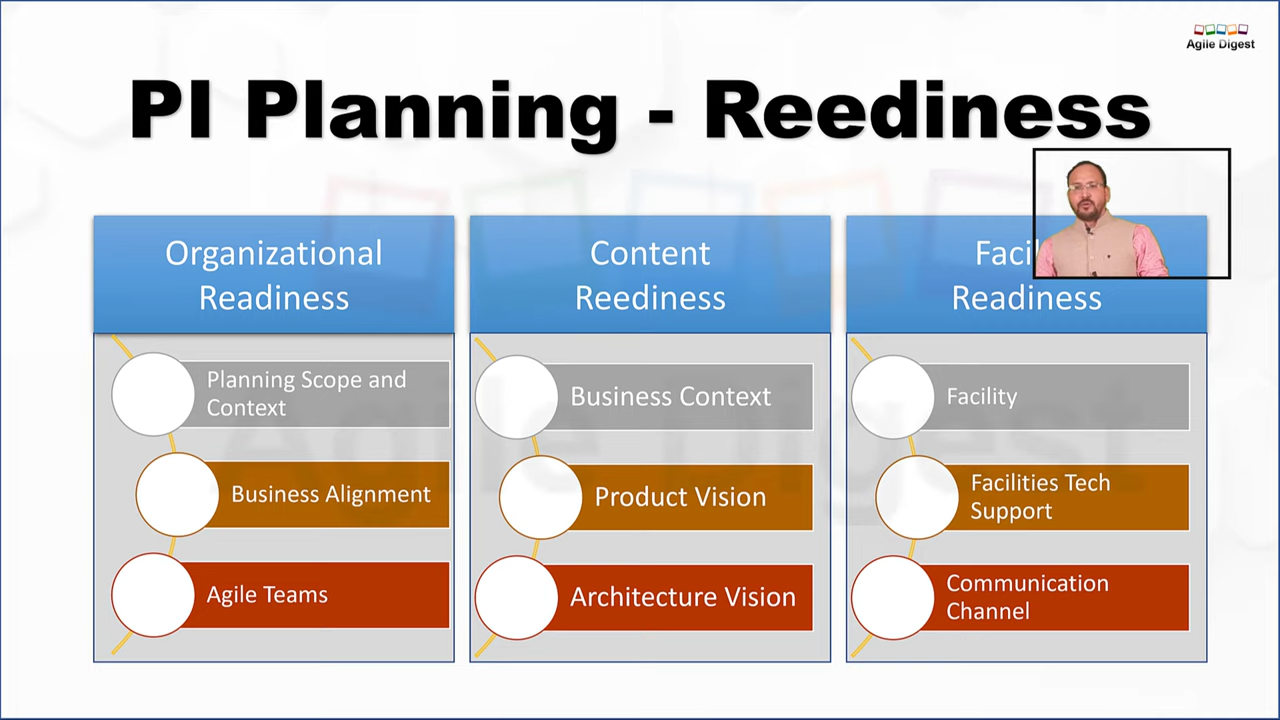 Agile Digest
PI Planning - Reediness
Organizational
Readiness
Planning Scope and
Context
Business Alignment
Agile Teams
Content
Reediness
Business Context
Product Vision
Architecture Vision
Readiness
Facility
Facilities Tech
Support
Communication
Channel